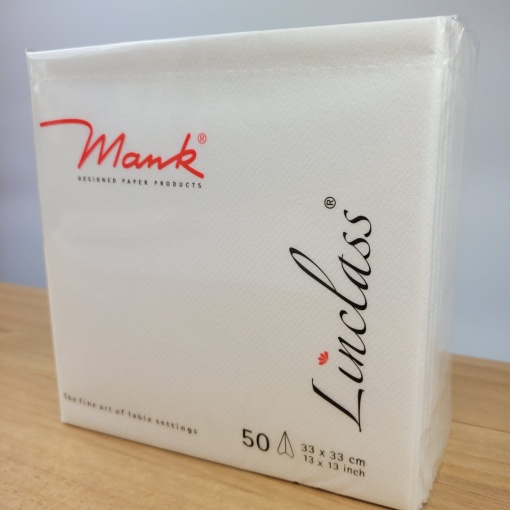 Mank®
DESIGNED PAPER PRODUCTS
Linclass®
The fine art of table settings
50 33 x 33 cm
13 x 13 inch